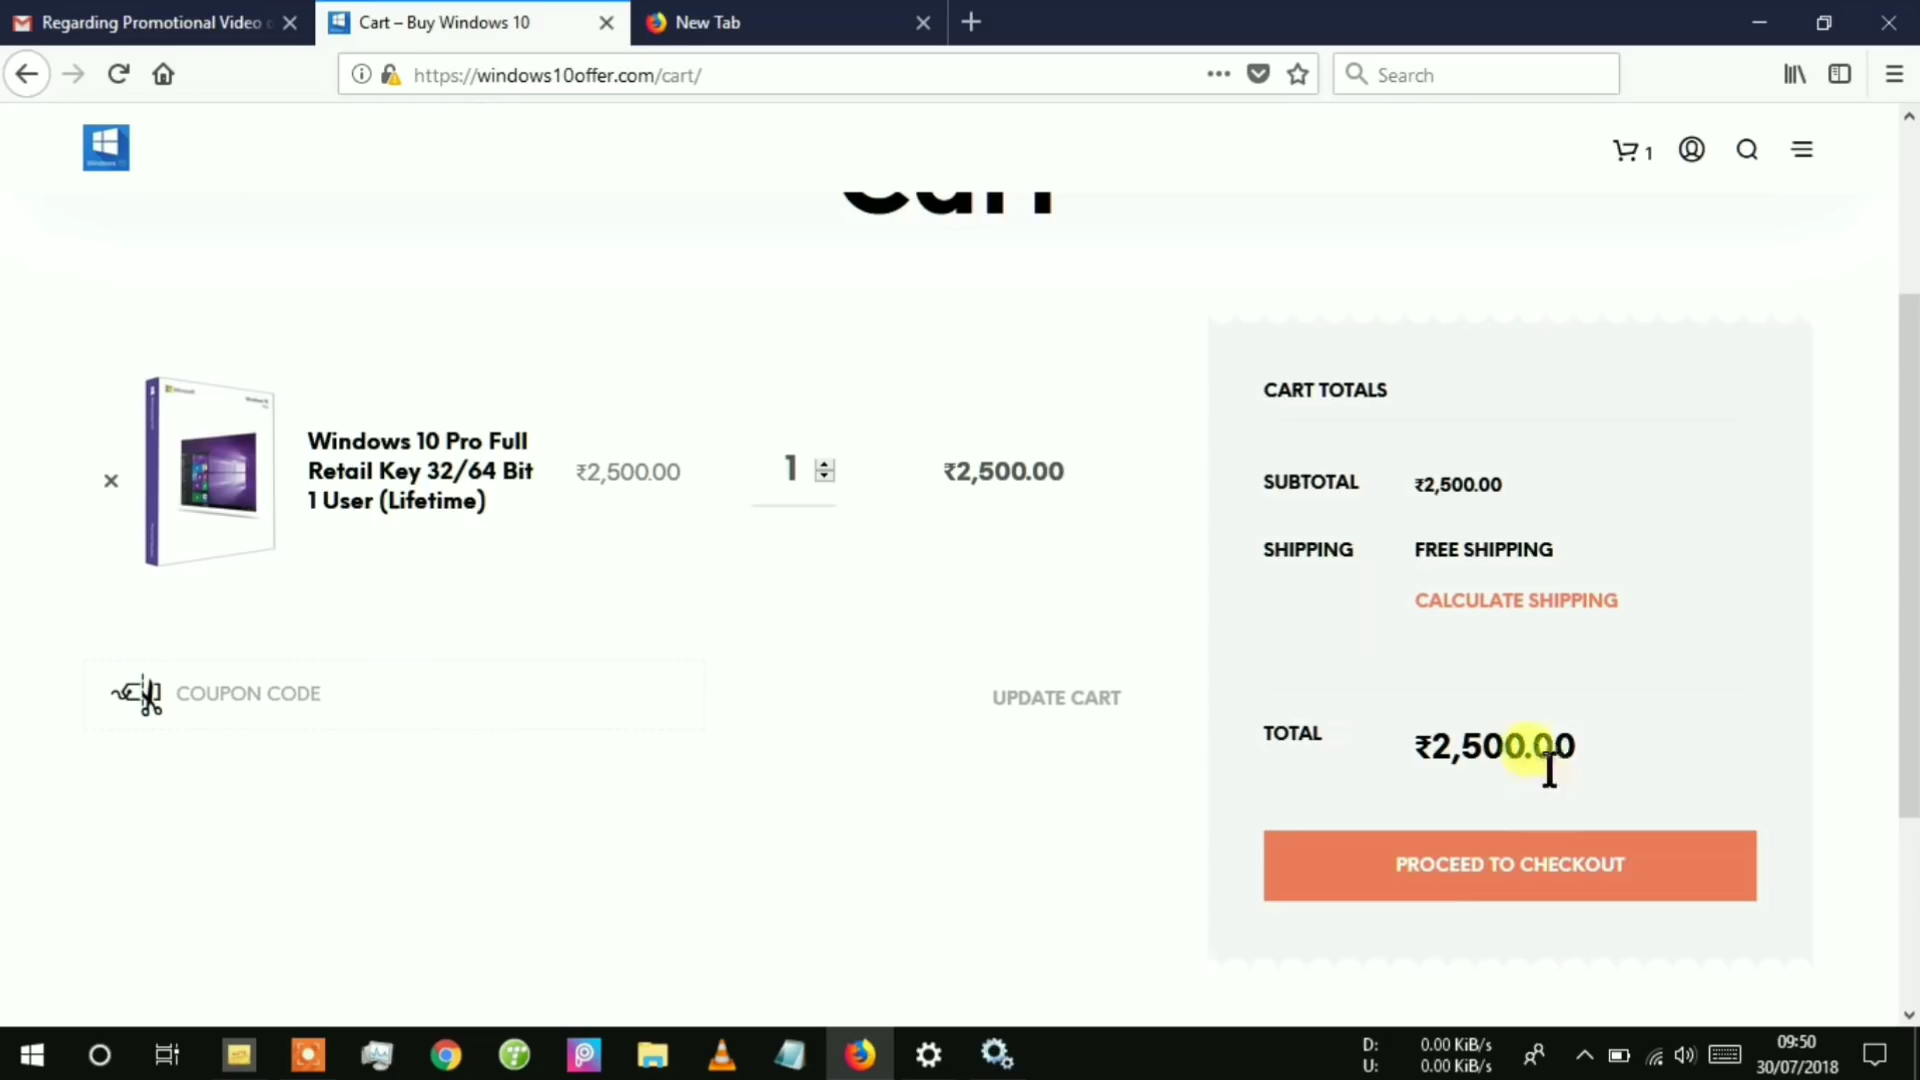 Regarding Promotional Video
Cart – Buy Windows 10
New Tab
https://windows10offer.com/cart/
Search
1
Cart
Windows 10 Pro Full
Retail Key 32/64 Bit
1 User (Lifetime)
₹2,500.00
1
₹2,500.00
COUPON CODE
UPDATE CART
CART TOTALS
SUBTOTAL ₹2,500.00
SHIPPING FREE SHIPPING
CALCULATE SHIPPING
TOTAL ₹2,500.00
PROCEED TO CHECKOUT
D: 0.00 KiB/s
U: 0.00 KiB/s
09:50
30/07/2018